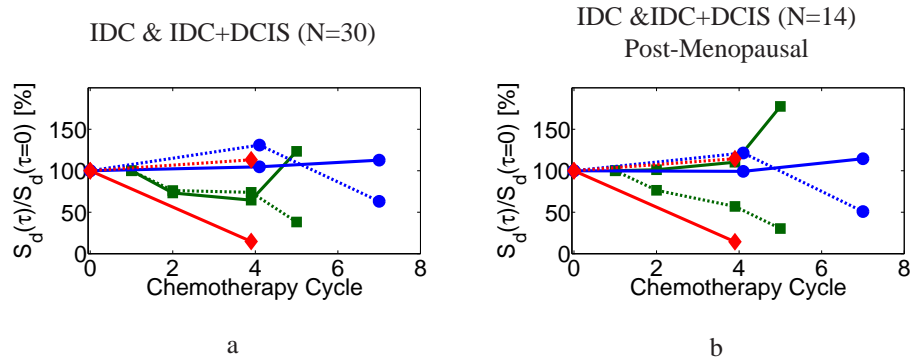 IDC & IDC+DCIS (N=30)
S_d(τ)/S_d(τ=0) [%]
150
100
50
0
0 2 4 6 8
Chemotherapy Cycle
a
IDC &IDC+DCIS (N=14)
Post-Menopausal
S_d(τ)/S_d(τ=0) [%]
150
100
50
0
0 2 4 6 8
Chemotherapy Cycle
b